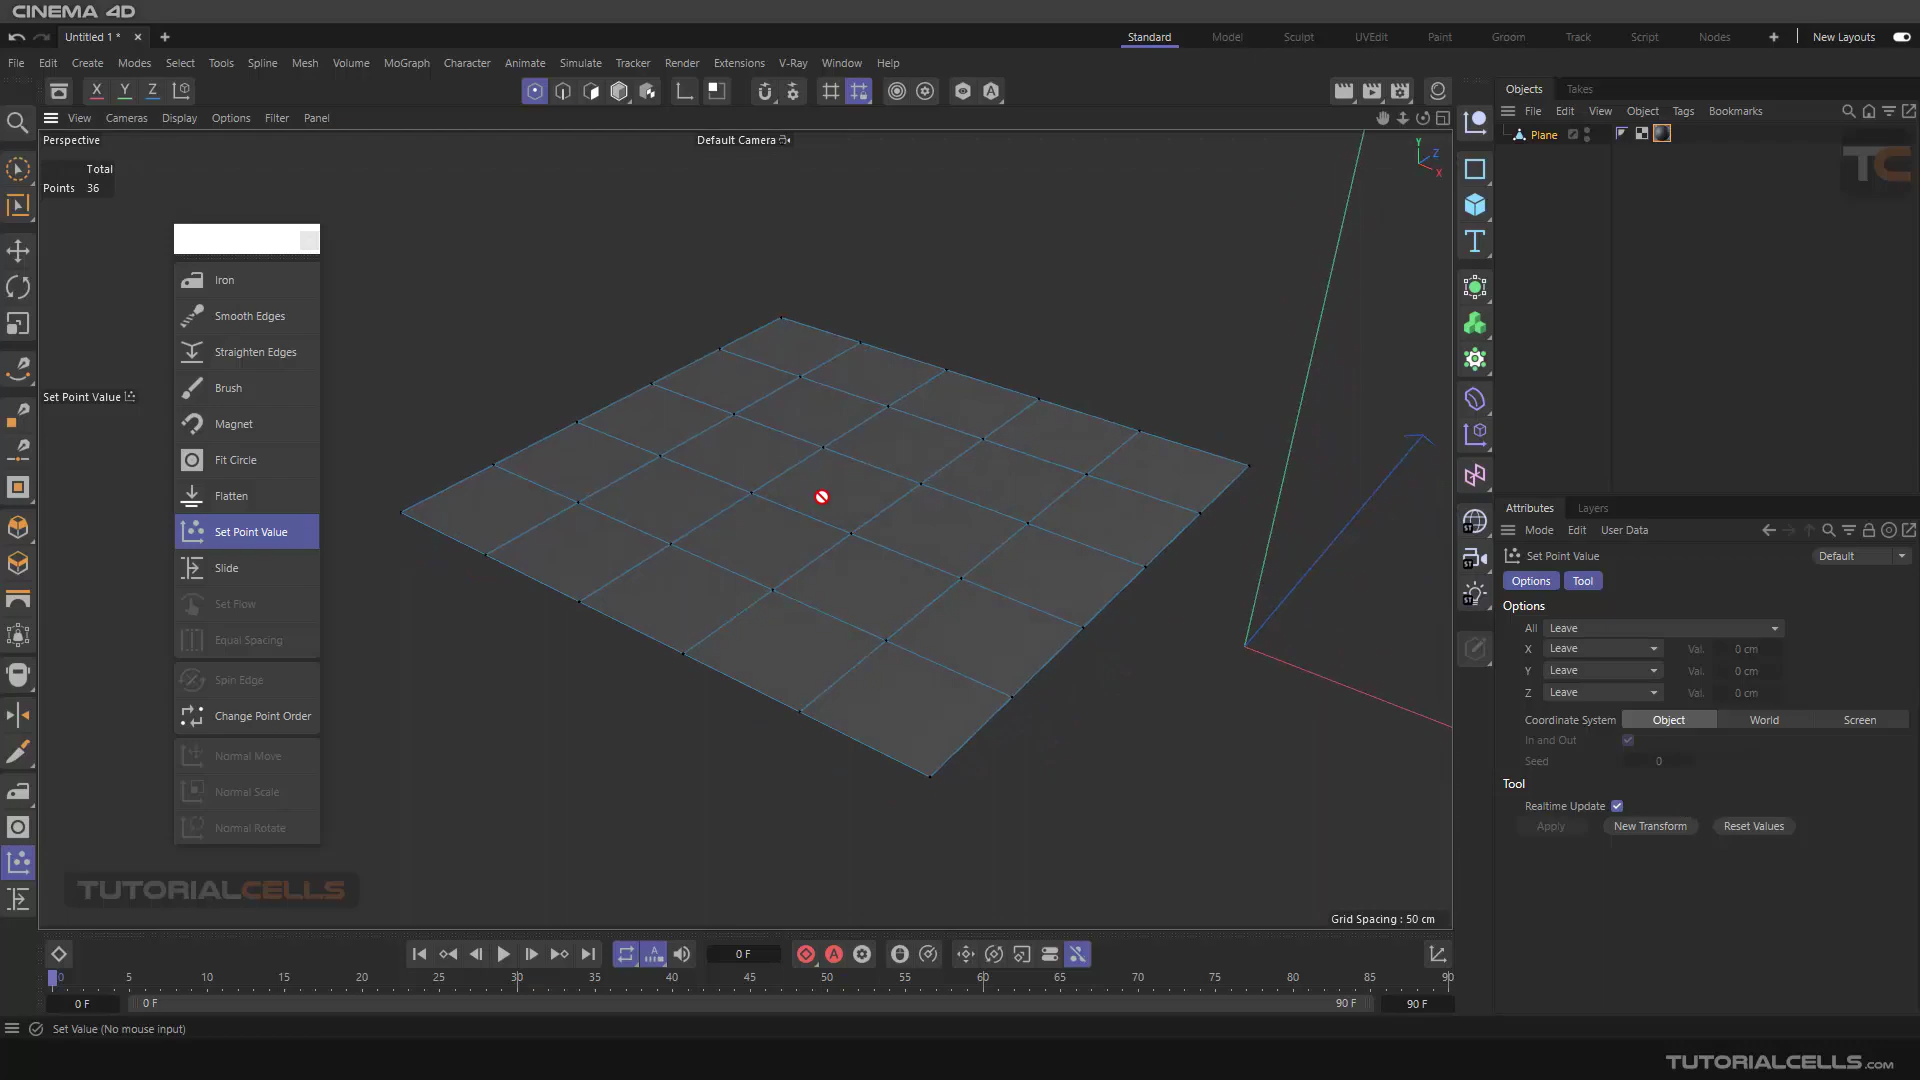 CINEMA 4D
Untitled 1 *
Standard
Model
Sculpt
UVEdit
Paint
Groom
Track
Script
Nodes
New Layouts
File Edit Create Modes Select Tools Spline Mesh Volume MoGraph Character Animate Simulate Tracker Render Extensions V-Ray Window Help
X Y Z
View Cameras Display Options Filter Panel
Perspective
Default Camera
Total
Points 36
Y
Z
X
Iron
Smooth Edges
Straighten Edges
Brush
Magnet
Fit Circle
Flatten
Set Point Value
Slide
Set Flow
Equal Spacing
Spin Edge
Change Point Order
Normal Move
Normal Scale
Normal Rotate
Set Point Value
TUTORIALCELLS
Grid Spacing : 50 cm
Objects Takes
File Edit View Object Tags Bookmarks
Plane
TC
Attributes Layers
Mode Edit User Data
Set Point Value
Default
Options Tool
Options
All Leave
X Leave Val. 0 cm
Y Leave Val. 0 cm
Z Leave Val. 0 cm
Coordinate System Object World Screen
In and Out
Seed 0
Tool
Realtime Update
Apply New Transform Reset Values
0 F
0 5 10 15 20 25 30 35 40 45 50 55 60 65 70 75 80 85 90
0 F 0 F 90 F 90 F
Set Value (No mouse input)
TUTORIALCELLS.COM